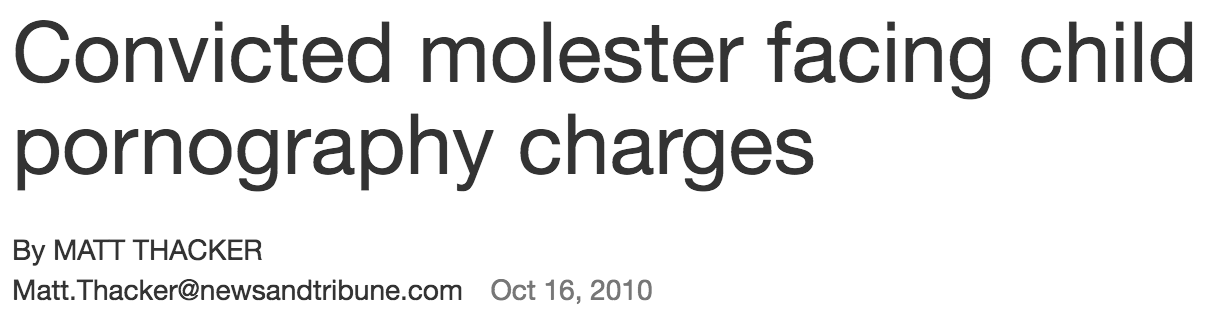 Convicted molester facing child
pornography charges
By MATT THACKER
Matt.Thacker@newsandtribune.com Oct 16, 2010